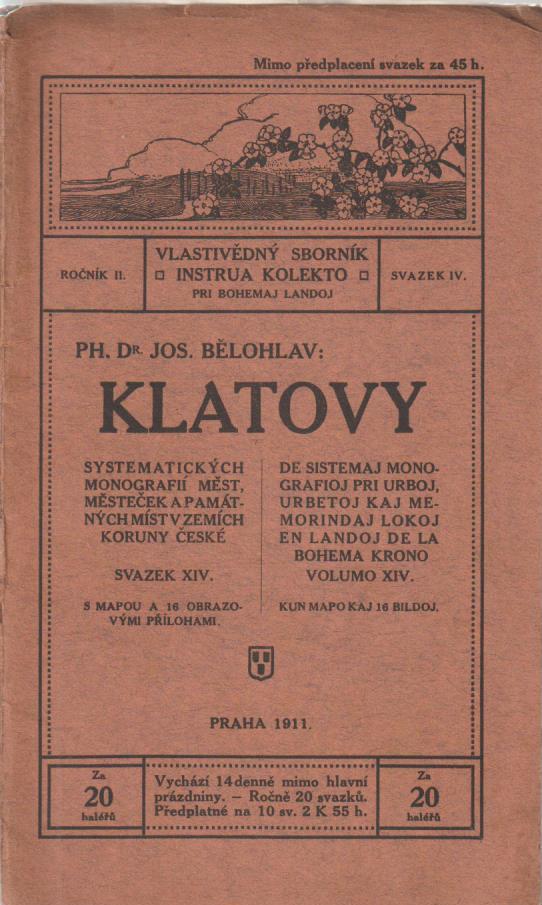 Mimo předplacení svazek za 45 h.
ROČNÍK II.
VLASTIVĚDNÝ SBORNÍK
INSTRUA KOLEKTO
PRI BOHEMAJ LANDOJ
SVAZEK IV.
PH. DR. JOS. BĚLOHLAV:
KLATOVY
SYSTEMATICKÝCH
MONOGRAFIÍ MĚST,
MĚSTEČEK A PAMÁT-
NÝCH MÍST V ZEMÍCH
KORUNY ČESKÉ
SVAZEK XIV.
S MAPOU A 16 OBRAZO-
VÝMI PŘÍLOHAMI.
DE SISTEMAJ MONO-
GRAFIOJ PRI URBOJ,
URBETOJ KAJ ME-
MORINDAJ LOKOJ
EN LANDOJ DE LA
BOHEMA KRONO
VOLUMO XIV.
KUN MAPO KAJ 16 BILDOJ.
PRAHA 1911.
Za
20
haléřů
Vychází 14denně mimo hlavní
prázdniny. – Ročně 20 svazků.
Předplatné na 10 sv. 2 K 55 h.
Za
20
haléřů